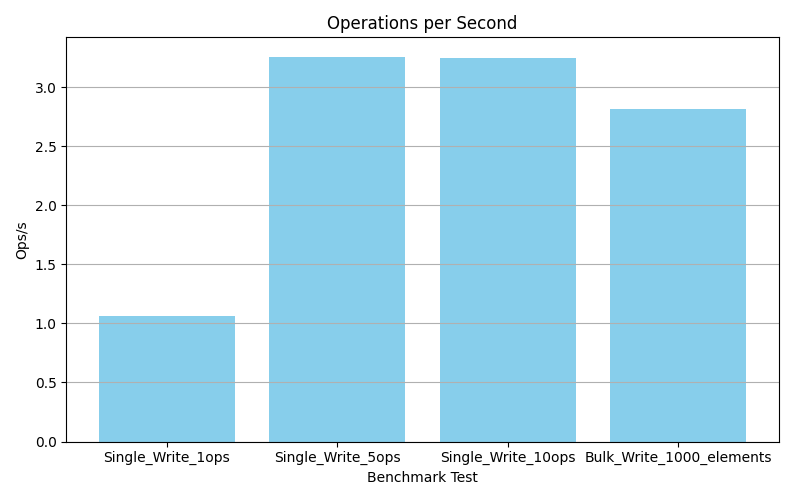 Operations per Second
Ops/s
3.0
2.5
2.0
1.5
1.0
0.5
0.0
Single_Write_1ops Single_Write_5ops Single_Write_10ops Bulk_Write_1000_elements
Benchmark Test